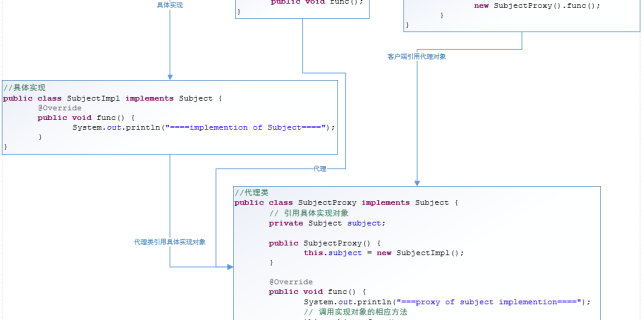 具体实现
public void func();
}
new SubjectProxy().func();
}
}
客户端引用代理对象
//具体实现
public class SubjectImpl implements Subject {
@Override
public void func() {
System.out.println("====implemention of Subject====");
}
}
代理
代理类引用具体实现对象
//代理类
public class SubjectProxy implements Subject {
// 引用具体实现对象
private Subject subject;
public SubjectProxy() {
this.subject = new SubjectImpl();
}
@Override
public void func() {
System.out.println("===proxy of subject implemention====");
// 调用实现对象的相应方法